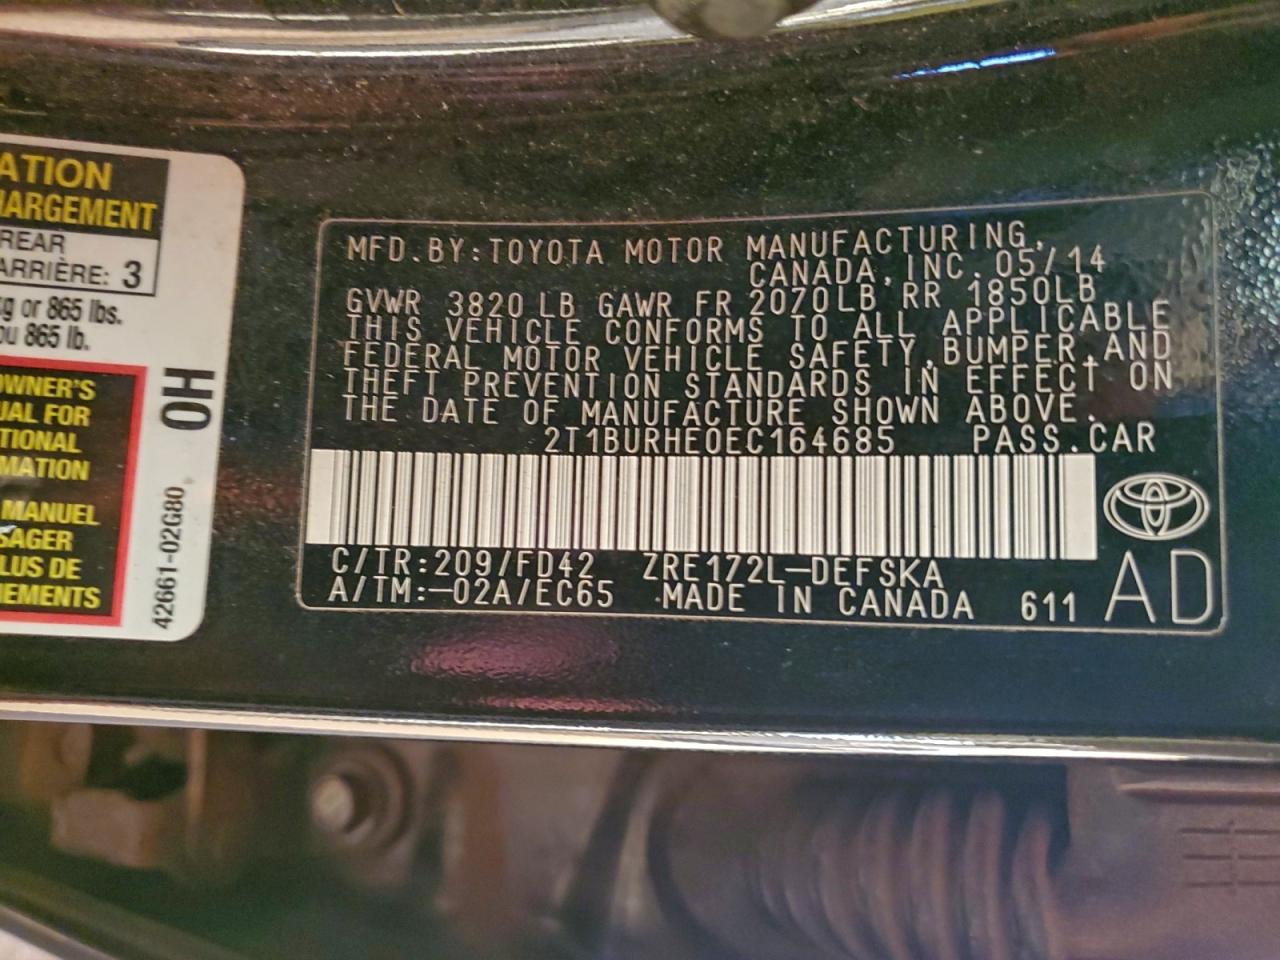 ATION
HARGEMENT
REAR
ARRIÈRE: 3
kg or 865 lbs.
ou 865 lb.
OWNER'S
UAL FOR
TIONAL
MATION
MANUEL
SAGER
LUS DE
NEMENTS
0H
42661-02G80
MFD.BY:TOYOTA MOTOR MANUFACTURING,
CANADA, INC. 05/14
GVWR 3820 LB GAWR FR 2070LB RR 1850LB
THIS VEHICLE CONFORMS TO ALL APPLICABLE
FEDERAL MOTOR VEHICLE SAFETY,BUMPER,AND
THEFT PREVENTION STANDARDS IN EFFECT ON
THE DATE OF MANUFACTURE SHOWN ABOVE.
2T1BURHE0EC164685 PASS.CAR
C/TR:209/FD42 ZRE172L-DEFSKA
A/TM:-02A/EC65 MADE IN CANADA 611
AD